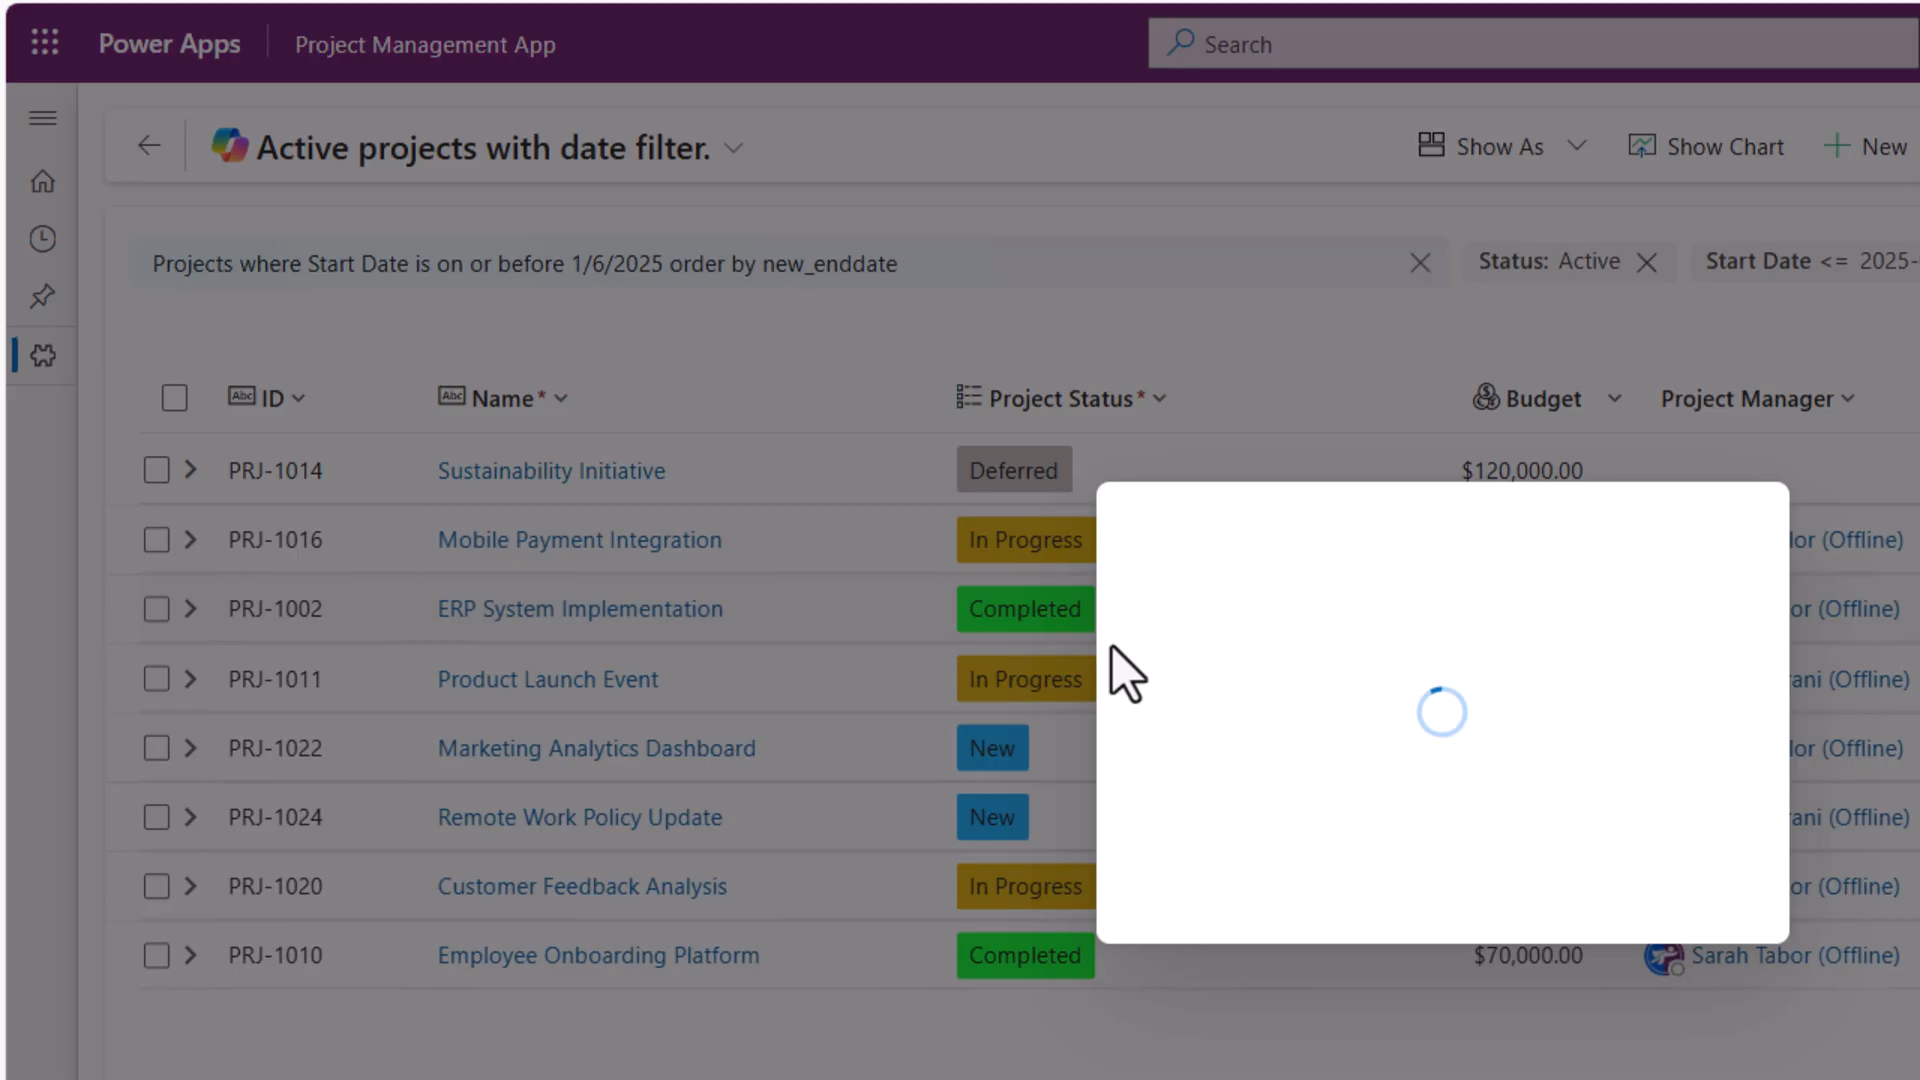 Power Apps
Project Management App
Search
Active projects with date filter.
Show As
Show Chart
New
Projects where Start Date is on or before 1/6/2025 order by new_enddate
Status: Active
Start Date <= 2025-
Abc ID
Abc Name*
Project Status*
Budget
Project Manager
PRJ-1014 Sustainability Initiative Deferred $120,000.00
PRJ-1016 Mobile Payment Integration In Progress lor (Offline)
PRJ-1002 ERP System Implementation Completed or (Offline)
PRJ-1011 Product Launch Event In Progress rani (Offline)
PRJ-1022 Marketing Analytics Dashboard New lor (Offline)
PRJ-1024 Remote Work Policy Update New rani (Offline)
PRJ-1020 Customer Feedback Analysis In Progress or (Offline)
PRJ-1010 Employee Onboarding Platform Completed $70,000.00 Sarah Tabor (Offline)